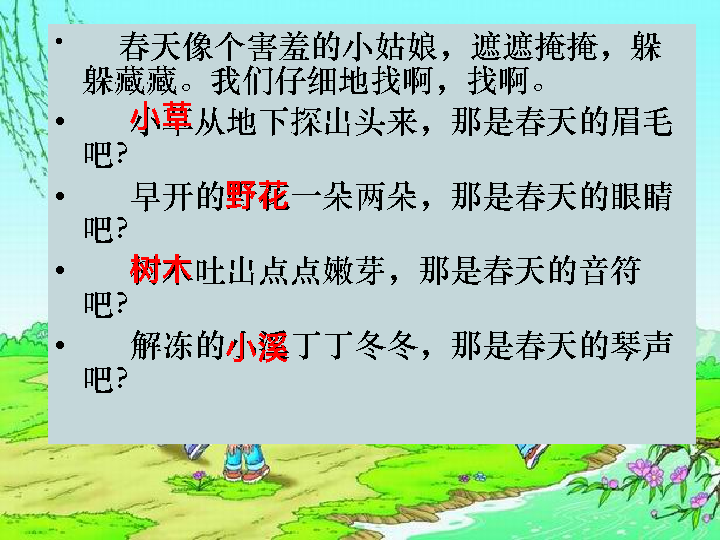 春天像个害羞的小姑娘，遮遮掩掩，躲
躲藏藏。我们仔细地找啊，找啊。
小草从地下探出头来，那是春天的眉毛
吧?
早开的野花一朵两朵，那是春天的眼睛
吧?
树木吐出点点嫩芽，那是春天的音符
吧?
解冻的小溪丁丁冬冬，那是春天的琴声
吧?